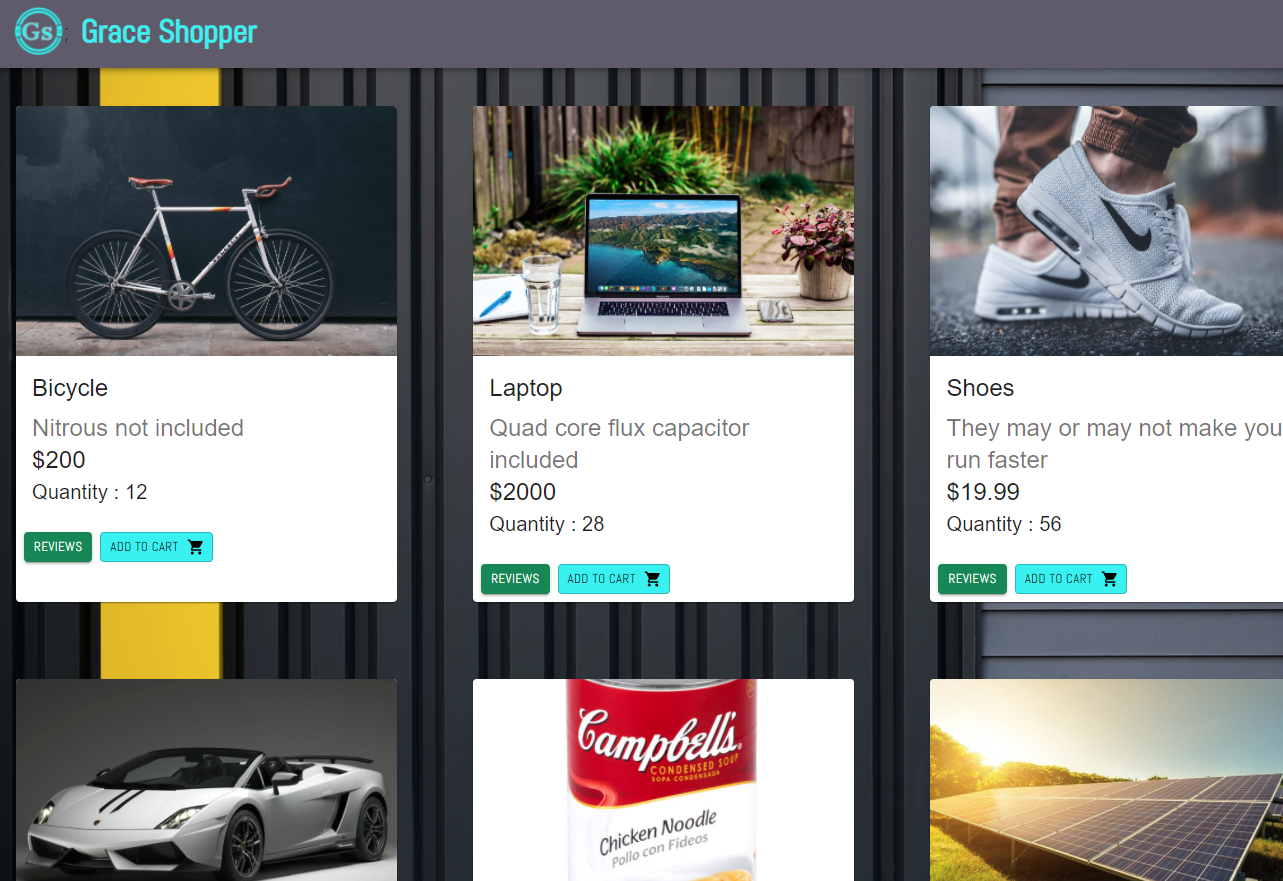 Gs
Grace Shopper
Bicycle
Nitrous not included
$200
Quantity : 12
REVIEWS
ADD TO CART
Laptop
Quad core flux capacitor
included
$2000
Quantity : 28
REVIEWS
ADD TO CART
Shoes
They may or may not make you
run faster
$19.99
Quantity : 56
REVIEWS
ADD TO CART
Campbell's
CONDENSED SOUP
SOPA CONDENSADA
Chicken Noodle
Pollo con Fideos